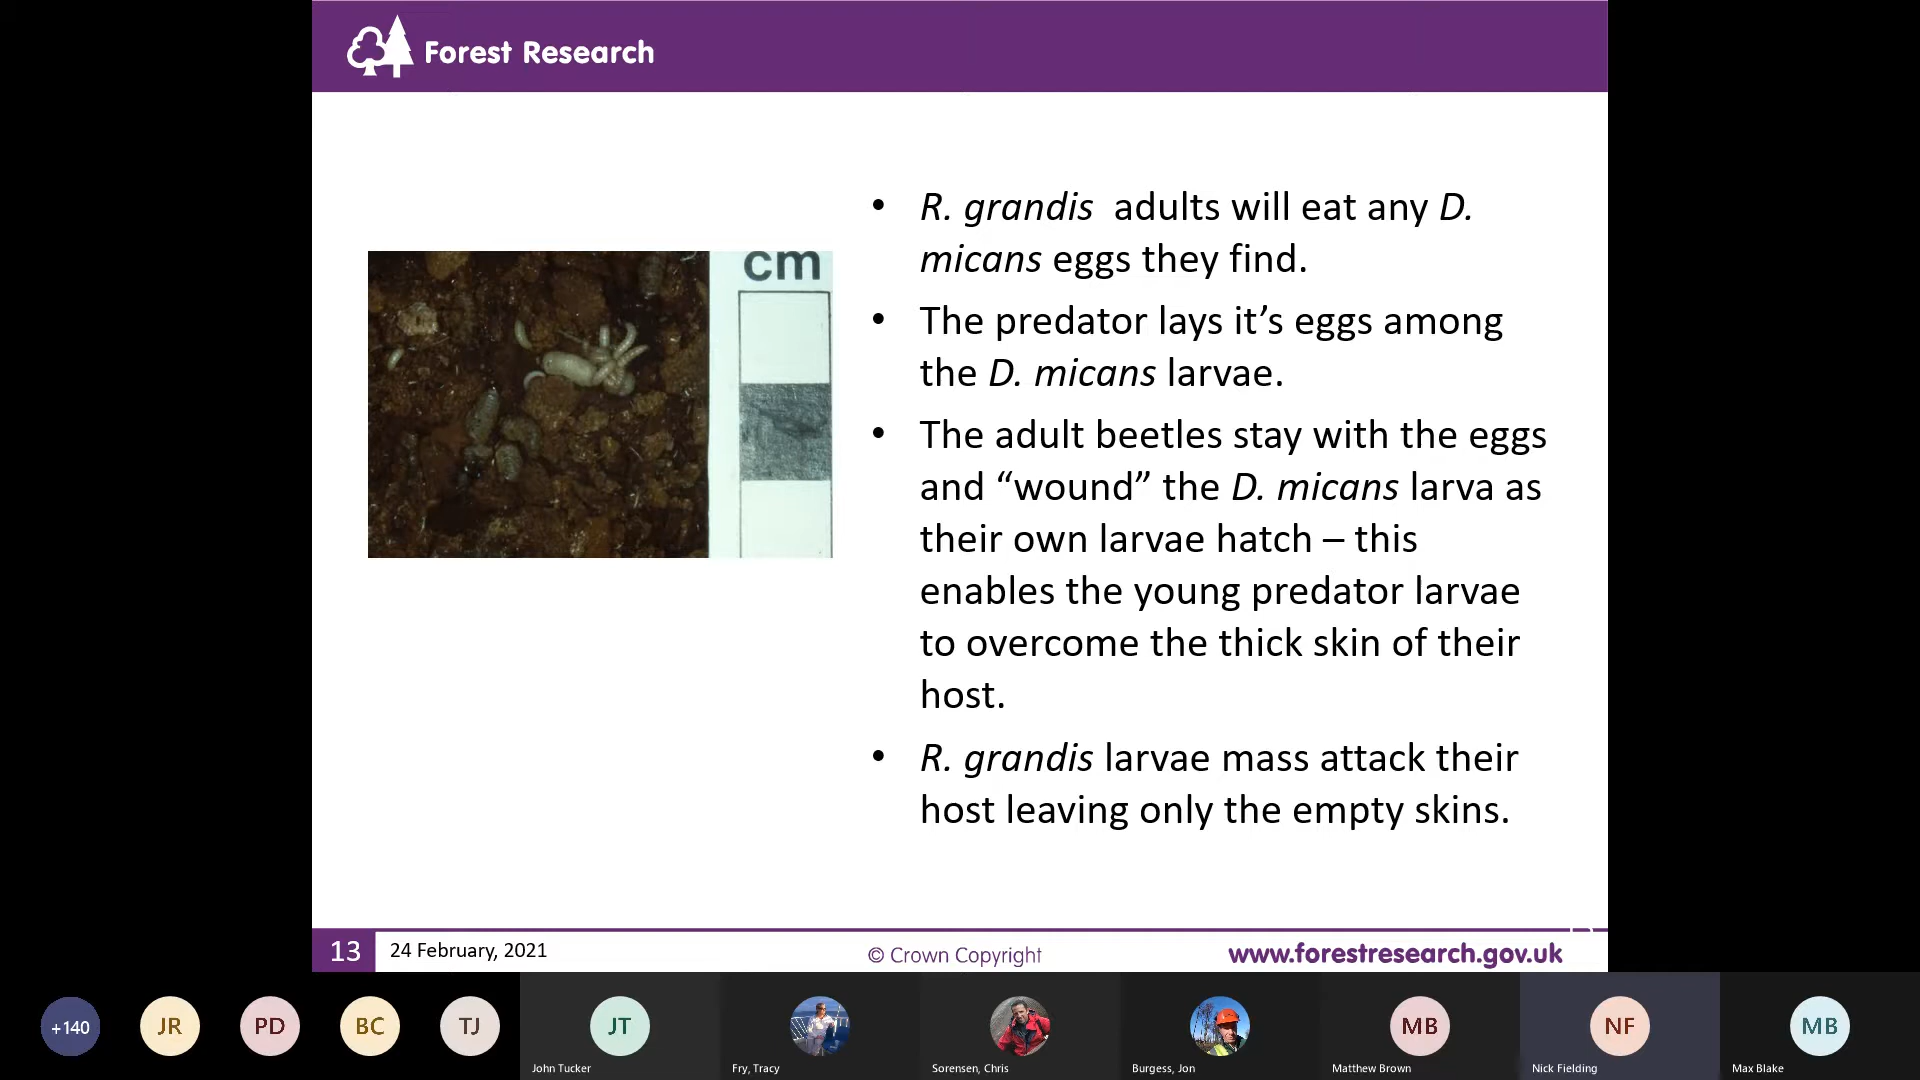 Forest Research
cm
• R. grandis  adults will eat any D.
micans eggs they find.
• The predator lays it’s eggs among
the D. micans larvae.
• The adult beetles stay with the eggs
and “wound” the D. micans larva as
their own larvae hatch – this
enables the young predator larvae
to overcome the thick skin of their
host.
• R. grandis larvae mass attack their
host leaving only the empty skins.
13 24 February, 2021 © Crown Copyright www.forestresearch.gov.uk
+140 JR PD BC TJ JT MB NF MB
John Tucker Fry, Tracy Sorensen, Chris Burgess, Jon Matthew Brown Nick Fielding Max Blake